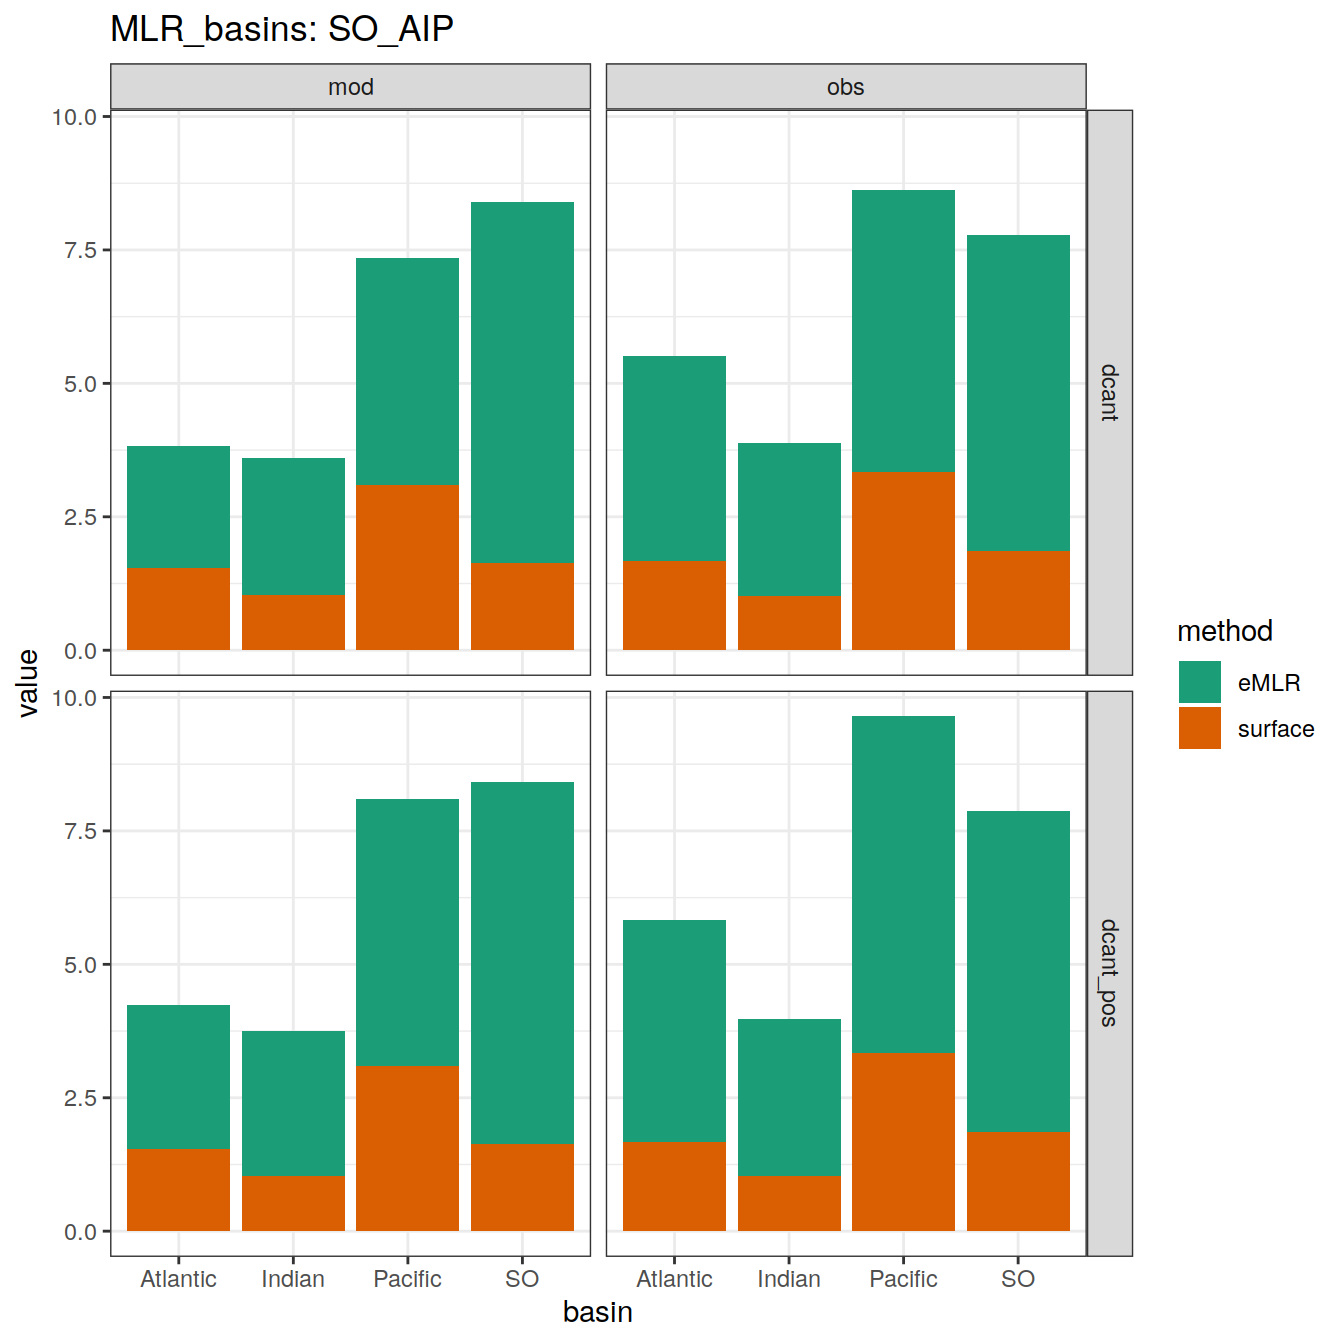 MLR_basins: SO_AIP
mod
obs
10.0
7.5
5.0
2.5
0.0
dcant
value
10.0
7.5
5.0
2.5
0.0
dcant_pos
Atlantic Indian Pacific SO
Atlantic Indian Pacific SO
basin
method
eMLR
surface